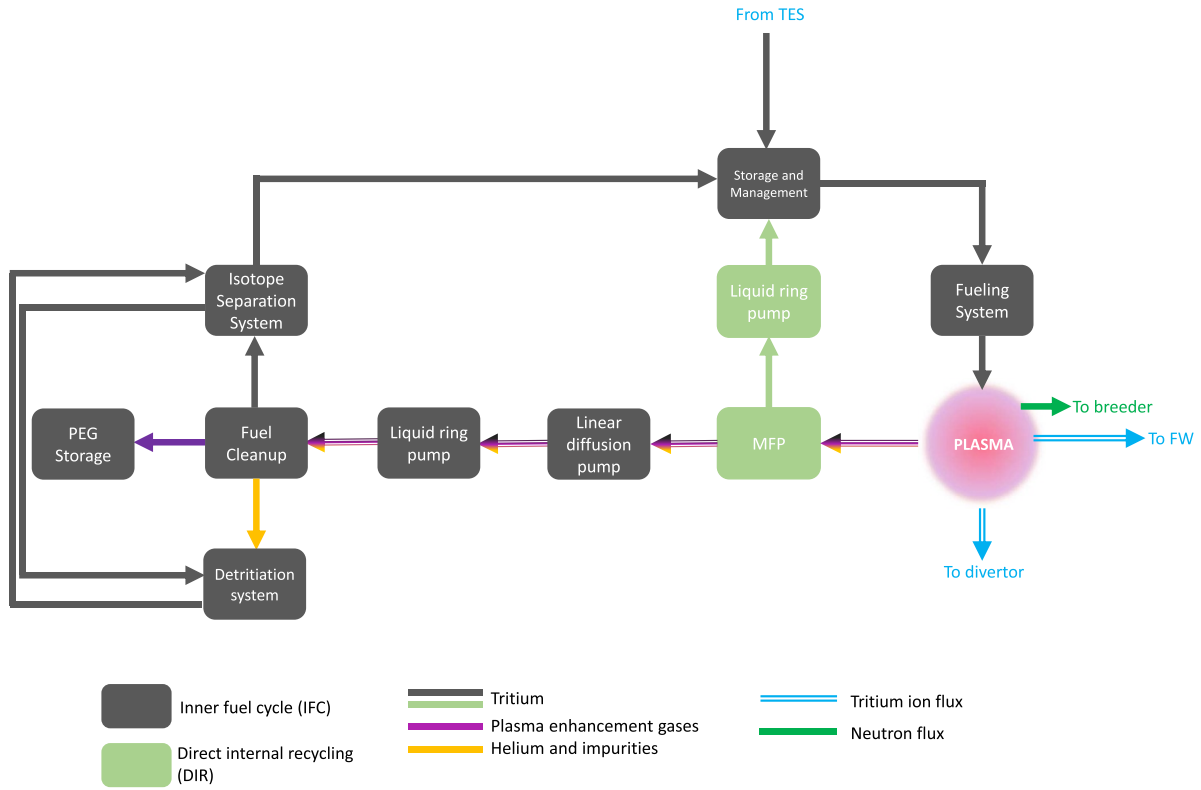 From TES
Storage and
Management
Isotope
Separation
System
Liquid ring
pump
Fueling
System
PEG
Storage
Fuel
Cleanup
Liquid ring
pump
Linear
diffusion
pump
MFP
PLASMA
To breeder
To FW
To divertor
Detritiation
system
Inner fuel cycle (IFC)
Direct internal recycling
(DIR)
Tritium
Plasma enhancement gases
Helium and impurities
Tritium ion flux
Neutron flux